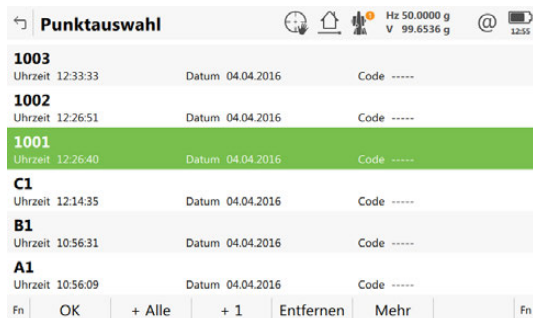 Punktauswahl Hz 50.0000 g
V 99.6536 g @ 12:55
1003
Uhrzeit 12:33:33 Datum 04.04.2016 Code -----
1002
Uhrzeit 12:26:51 Datum 04.04.2016 Code -----
1001
Uhrzeit 12:26:40 Datum 04.04.2016 Code -----
C1
Uhrzeit 12:14:35 Datum 04.04.2016 Code -----
B1
Uhrzeit 10:56:31 Datum 04.04.2016 Code -----
A1
Uhrzeit 10:56:09 Datum 04.04.2016 Code -----
Fn OK + Alle + 1 Entfernen Mehr Fn